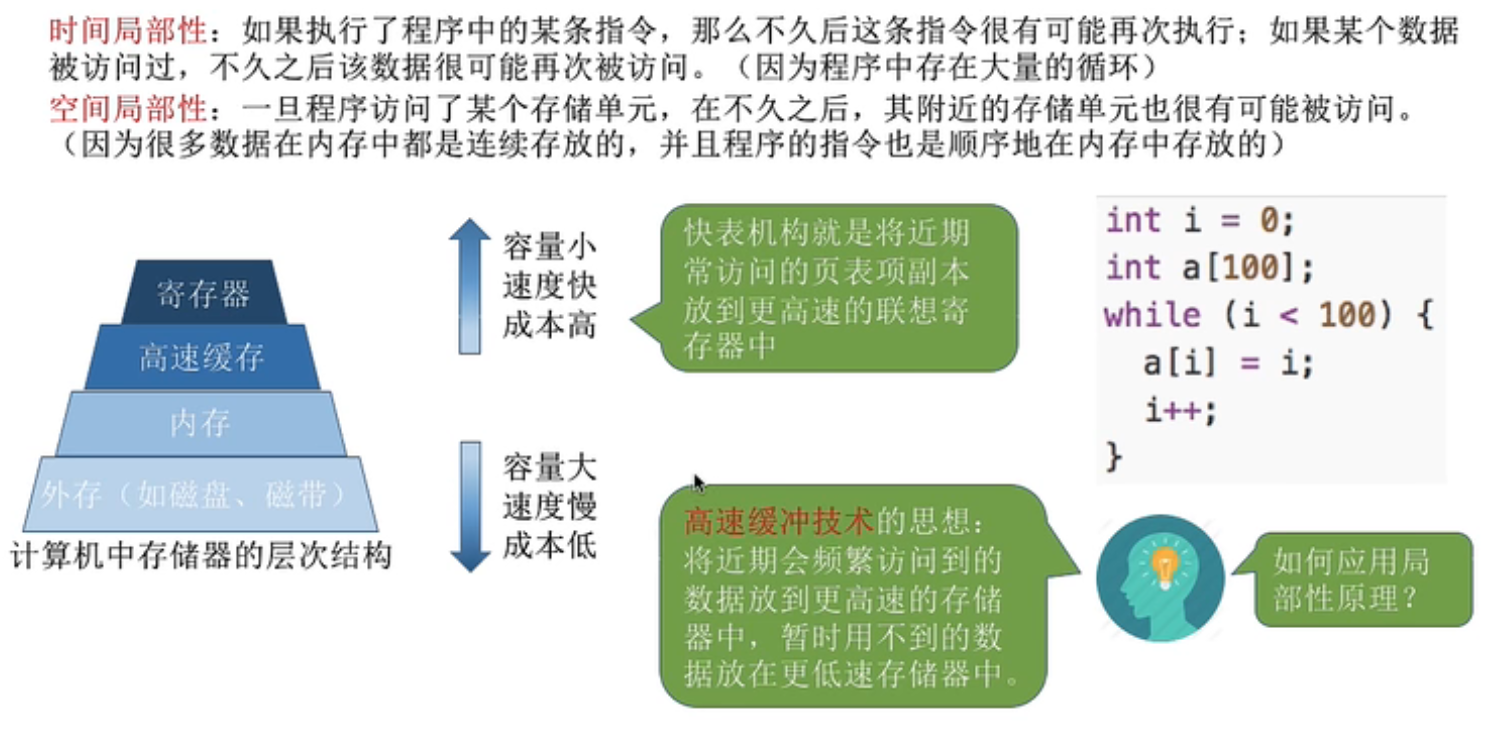 时间局部性：如果执行了程序中的某条指令，那么不久后这条指令很有可能再次执行；如果某个数据
被访问过，不久之后该数据很可能再次被访问。（因为程序中存在大量的循环）
空间局部性：一旦程序访问了某个存储单元，在不久之后，其附近的存储单元也很有可能被访问。
（因为很多数据在内存中都是连续存放的，并且程序的指令也是顺序地在内存中存放的）
寄存器
高速缓存
内存
外存（如磁盘、磁带）
计算机中存储器的层次结构
容量小
速度快
成本高
容量大
速度慢
成本低
快表机构就是将近期
常访问的页表项副本
放到更高速的联想寄
存器中
高速缓冲技术的思想：
将近期会频繁访问到的
数据放到更高速的存储
器中，暂时用不到的数
据放在更低速存储器中。
int i = 0;
int a[100];
while (i < 100) {
  a[i] = i;
  i++;
}
如何应用局
部性原理？